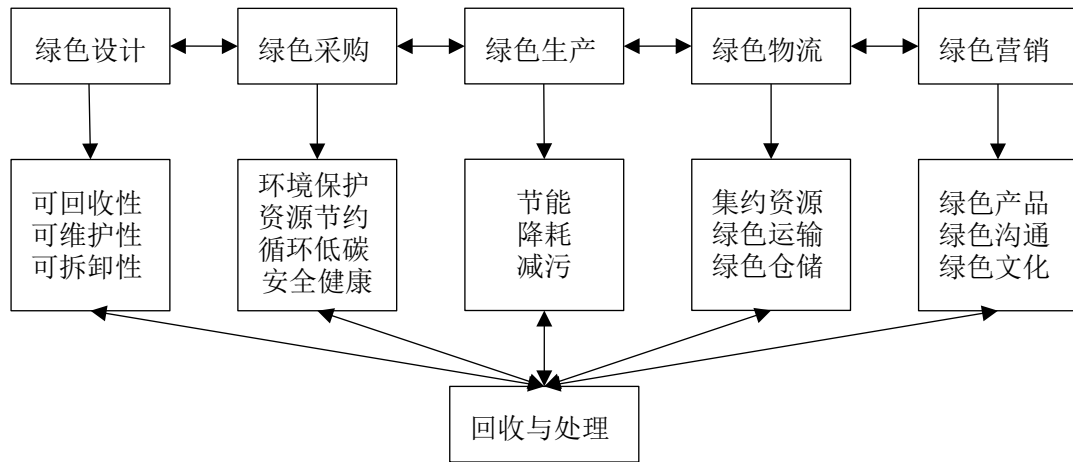 绿色设计
绿色采购
绿色生产
绿色物流
绿色营销
可回收性
可维护性
可拆卸性
环境保护
资源节约
循环低碳
安全健康
节能
降耗
减污
集约资源
绿色运输
绿色仓储
绿色产品
绿色沟通
绿色文化
回收与处理